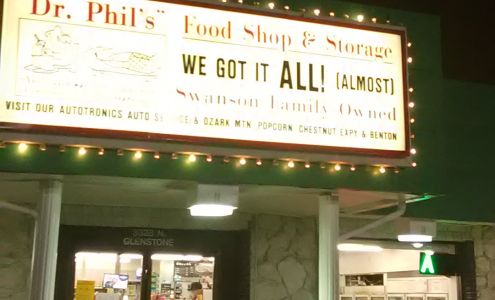 Dr. Phil's"
Food Shop & Storage
WE GOT IT ALL! (ALMOST)
Swanson Family Owned
VISIT OUR AUTOTRONICS AUTO SERVICE & OZARK MTN. POPCORN, CHESTNUT EXPY & BENTON
3328 N.
GLENSTONE